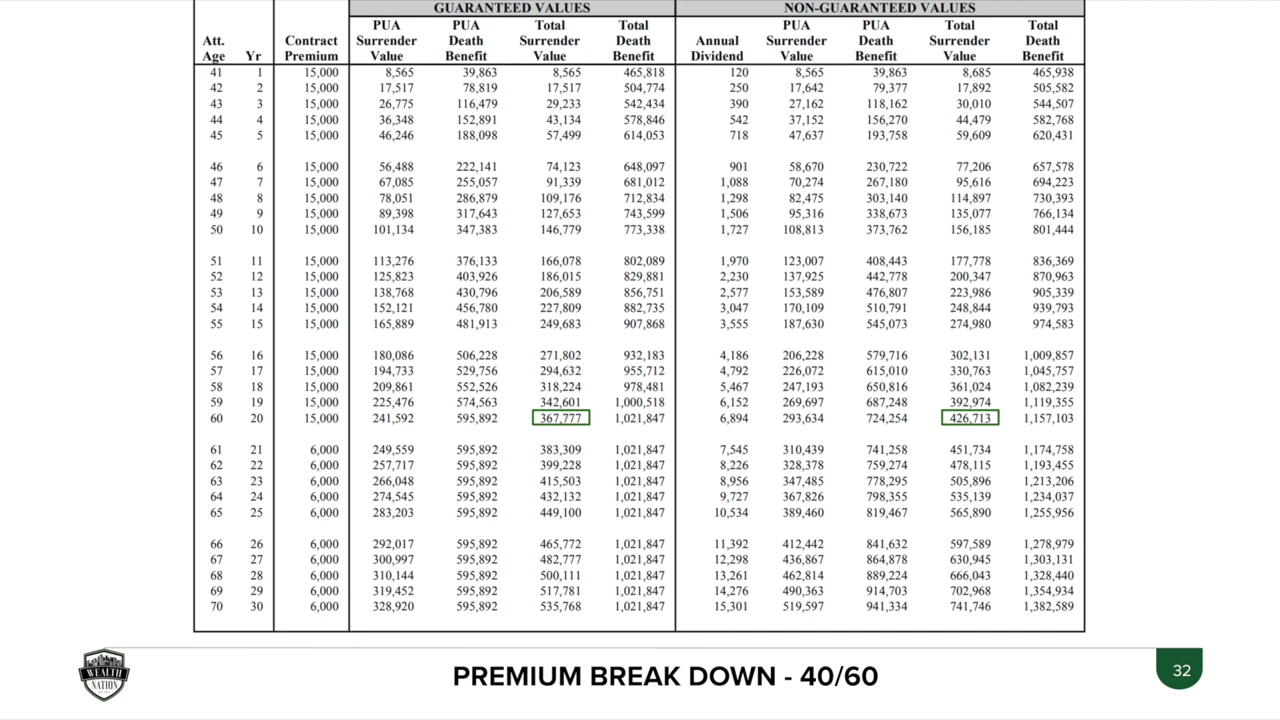 GUARANTEED VALUES NON-GUARANTEED VALUES
PUA PUA Total Total PUA PUA Total Total
Att. Contract Surrender Death Surrender Death Annual Surrender Death Surrender Death
Age Yr Premium Value Benefit Value Benefit Dividend Value Benefit Value Benefit
41 1 15,000 8,565 39,863 8,565 465,818 120 8,565 39,863 8,685 465,938
42 2 15,000 17,517 78,819 17,517 504,774 250 17,642 79,377 17,892 505,582
43 3 15,000 26,775 116,479 29,233 542,434 390 27,162 118,162 30,010 544,507
44 4 15,000 36,348 152,891 43,134 578,846 542 37,152 156,270 44,479 582,768
45 5 15,000 46,246 188,098 57,499 614,053 718 47,637 193,758 59,609 620,431
46 6 15,000 56,488 222,141 74,123 648,097 901 58,670 230,722 77,206 657,578
47 7 15,000 67,085 255,057 91,339 681,012 1,088 70,274 267,180 95,616 694,223
48 8 15,000 78,051 286,879 109,176 712,834 1,298 82,475 303,140 114,897 730,393
49 9 15,000 89,398 317,643 127,653 743,599 1,506 95,316 338,673 135,077 766,134
50 10 15,000 101,134 347,383 146,779 773,338 1,727 108,813 373,762 156,185 801,444
51 11 15,000 113,276 376,133 166,078 802,089 1,970 123,007 408,443 177,778 836,369
52 12 15,000 125,823 403,926 186,015 829,881 2,230 137,925 442,778 200,347 870,963
53 13 15,000 138,768 430,796 206,589 856,751 2,577 153,589 476,807 223,986 905,339
54 14 15,000 152,121 456,780 227,809 882,735 3,047 170,109 510,791 248,844 939,793
55 15 15,000 165,889 481,913 249,683 907,868 3,555 187,630 545,073 274,980 974,583
56 16 15,000 180,086 506,228 271,802 932,183 4,186 206,228 579,716 302,131 1,009,857
57 17 15,000 194,733 529,756 294,632 955,712 4,792 226,072 615,010 330,763 1,045,757
58 18 15,000 209,861 552,526 318,224 978,481 5,467 247,193 650,816 361,024 1,082,239
59 19 15,000 225,476 574,563 342,601 1,000,518 6,152 269,697 687,248 392,974 1,119,355
60 20 15,000 241,592 595,892 367,777 1,021,847 6,894 293,634 724,254 426,713 1,157,103
61 21 6,000 249,559 595,892 383,309 1,021,847 7,545 310,439 741,258 451,734 1,174,758
62 22 6,000 257,717 595,892 399,228 1,021,847 8,226 328,378 759,274 478,115 1,193,455
63 23 6,000 266,048 595,892 415,503 1,021,847 8,956 347,485 778,295 505,896 1,213,206
64 24 6,000 274,545 595,892 432,132 1,021,847 9,727 367,826 798,355 535,139 1,234,037
65 25 6,000 283,203 595,892 449,100 1,021,847 10,534 389,460 819,467 565,890 1,255,956
66 26 6,000 292,017 595,892 465,772 1,021,847 11,392 412,442 841,632 597,589 1,278,979
67 27 6,000 300,997 595,892 482,777 1,021,847 12,298 436,867 864,878 630,945 1,303,131
68 28 6,000 310,144 595,892 500,111 1,021,847 13,261 462,814 889,224 666,043 1,328,440
69 29 6,000 319,452 595,892 517,781 1,021,847 14,276 490,363 914,703 702,968 1,354,934
70 30 6,000 328,920 595,892 535,768 1,021,847 15,301 519,597 941,334 741,746 1,382,589
WEALTH
NATION
PREMIUM BREAK DOWN - 40/60
32